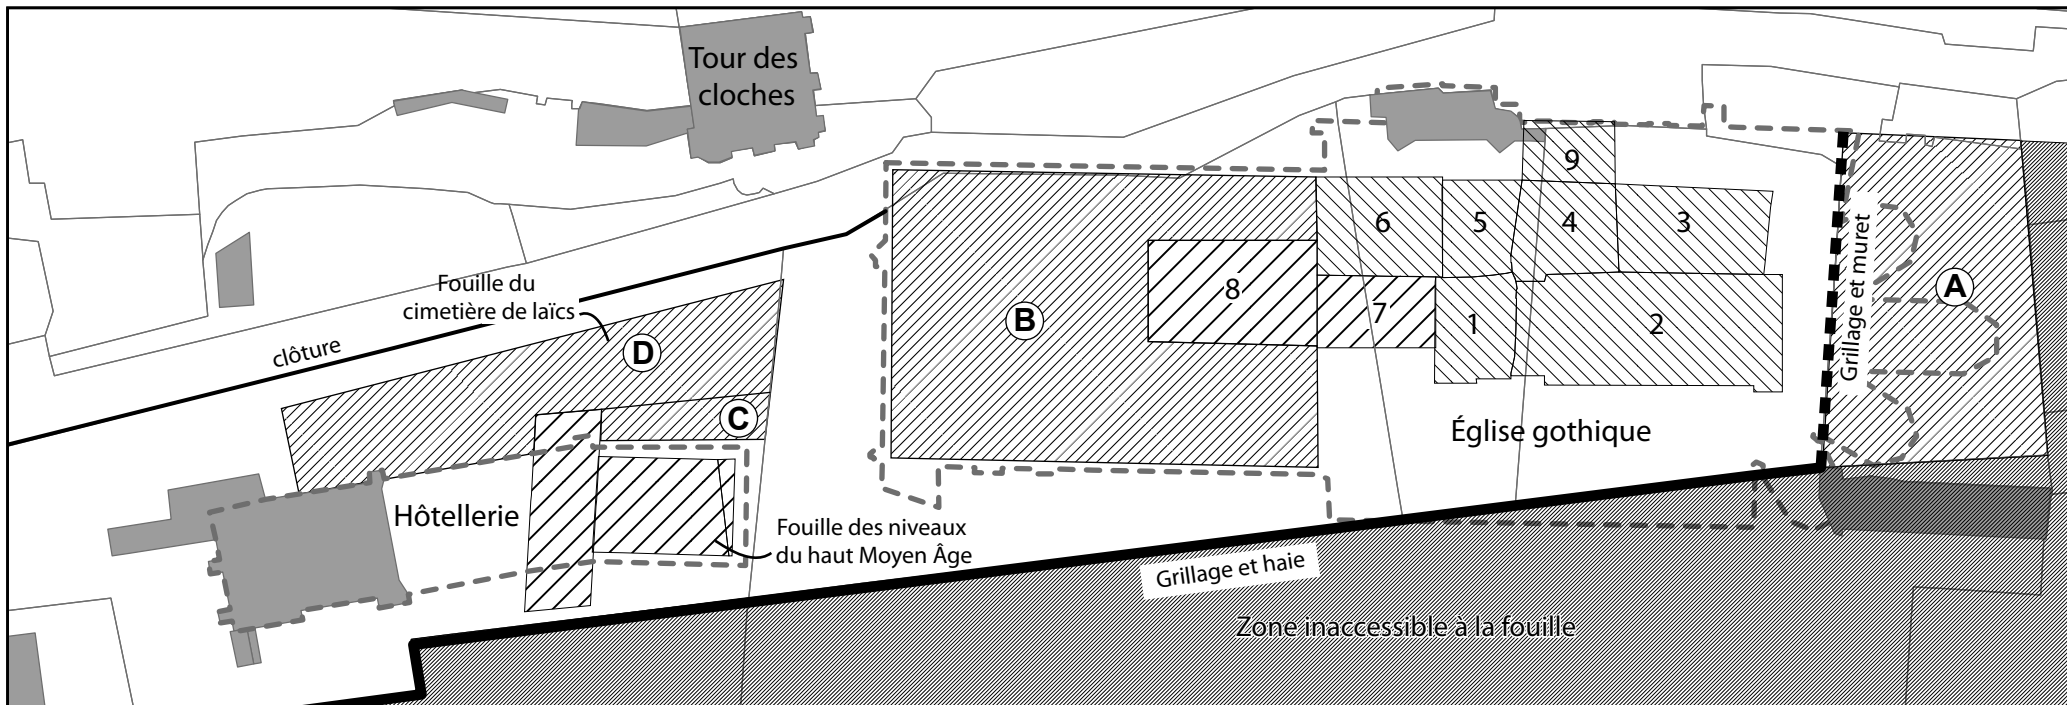 Tour des
cloches
9
6
5
4
3
Grillage et muret
A
Fouille du
cimetière de laïcs
8
7
B
1
2
clôture
D
C
Église gothique
Hôtellerie
Fouille des niveaux
du haut Moyen Âge
Grillage et haie
Zone inaccessible à la fouille